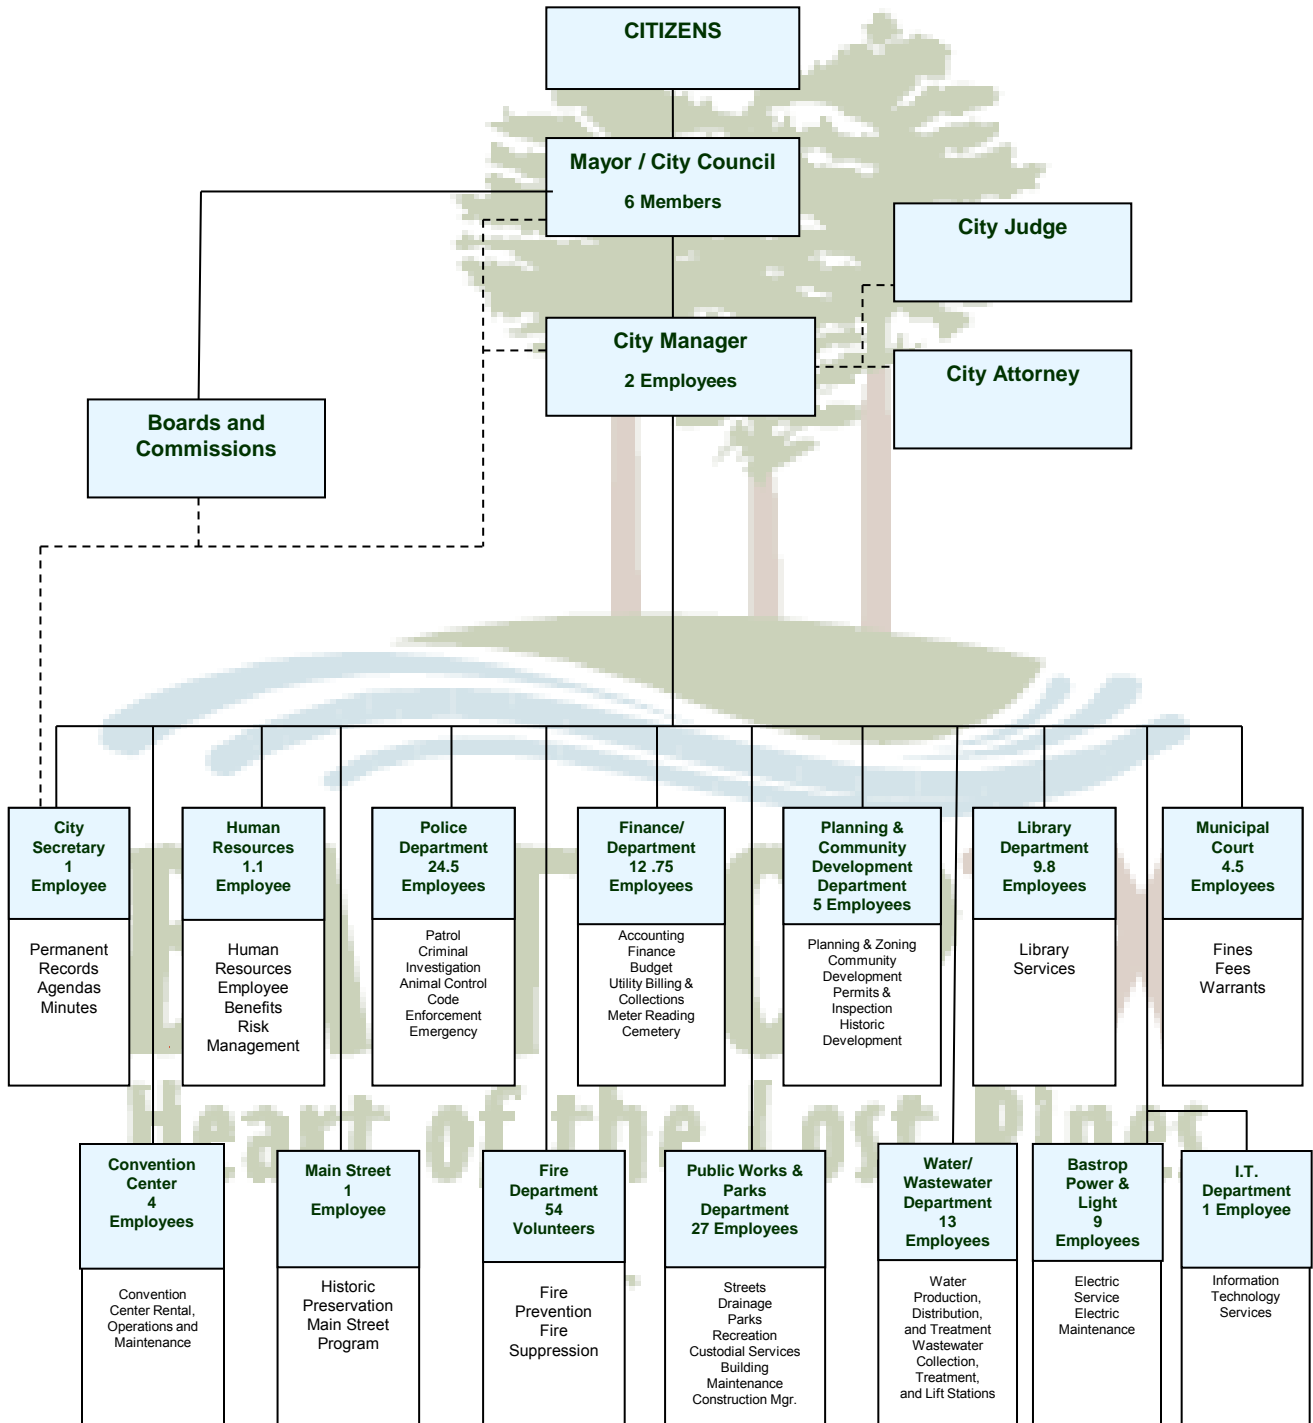 CITIZENS
Mayor / City Council
6 Members
City Judge
City Manager
2 Employees
City Attorney
Boards and
Commissions
City
Secretary
1
Employee
Permanent
Records
Agendas
Minutes
Human
Resources
1.1
Employee
Human
Resources
Employee
Benefits
Risk
Management
Police
Department
24.5
Employees
Patrol
Criminal
Investigation
Animal Control
Code
Enforcement
Emergency
Finance/
Department
12 .75
Employees
Accounting
Finance
Budget
Utility Billing &
Collections
Meter Reading
Cemetery
Planning &
Community
Development
Department
5 Employees
Planning & Zoning
Community
Development
Permits &
Inspection
Historic
Development
Library
Department
9.8
Employees
Library
Services
Municipal
Court
4.5
Employees
Fines
Fees
Warrants
Heart of the Lost Pines
Convention
Center
4
Employees
Convention
Center Rental,
Operations and
Maintenance
Main Street
1
Employee
Historic
Preservation
Main Street
Program
Fire
Department
54
Volunteers
Fire
Prevention
Fire
Suppression
Public Works &
Parks
Department
27 Employees
Streets
Drainage
Parks
Recreation
Custodial Services
Building
Maintenance
Construction Mgr.
Water/
Wastewater
Department
13
Employees
Water
Production,
Distribution,
and Treatment
Wastewater
Collection,
Treatment,
and Lift Stations
Bastrop
Power &
Light
9
Employees
Electric
Service
Electric
Maintenance
I.T.
Department
1 Employee
Information
Technology
Services